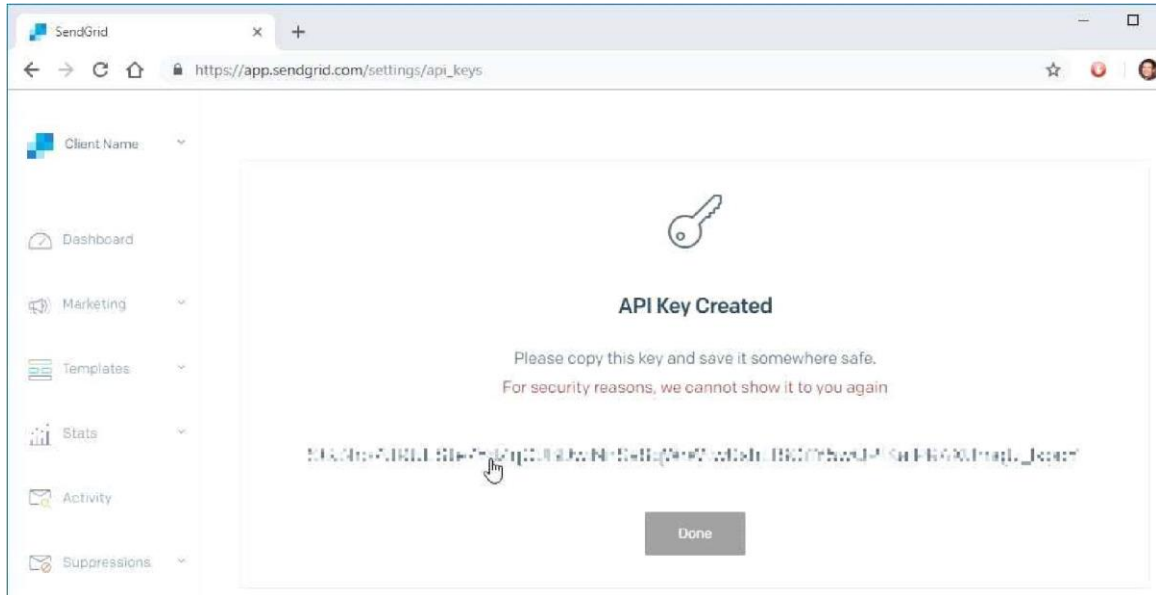 SendGrid
https://app.sendgrid.com/settings/api_keys
Client Name
Dashboard
Marketing
Templates
Stats
Activity
Suppressions
API Key Created
Please copy this key and save it somewhere safe.
For security reasons, we cannot show it to you again
Done